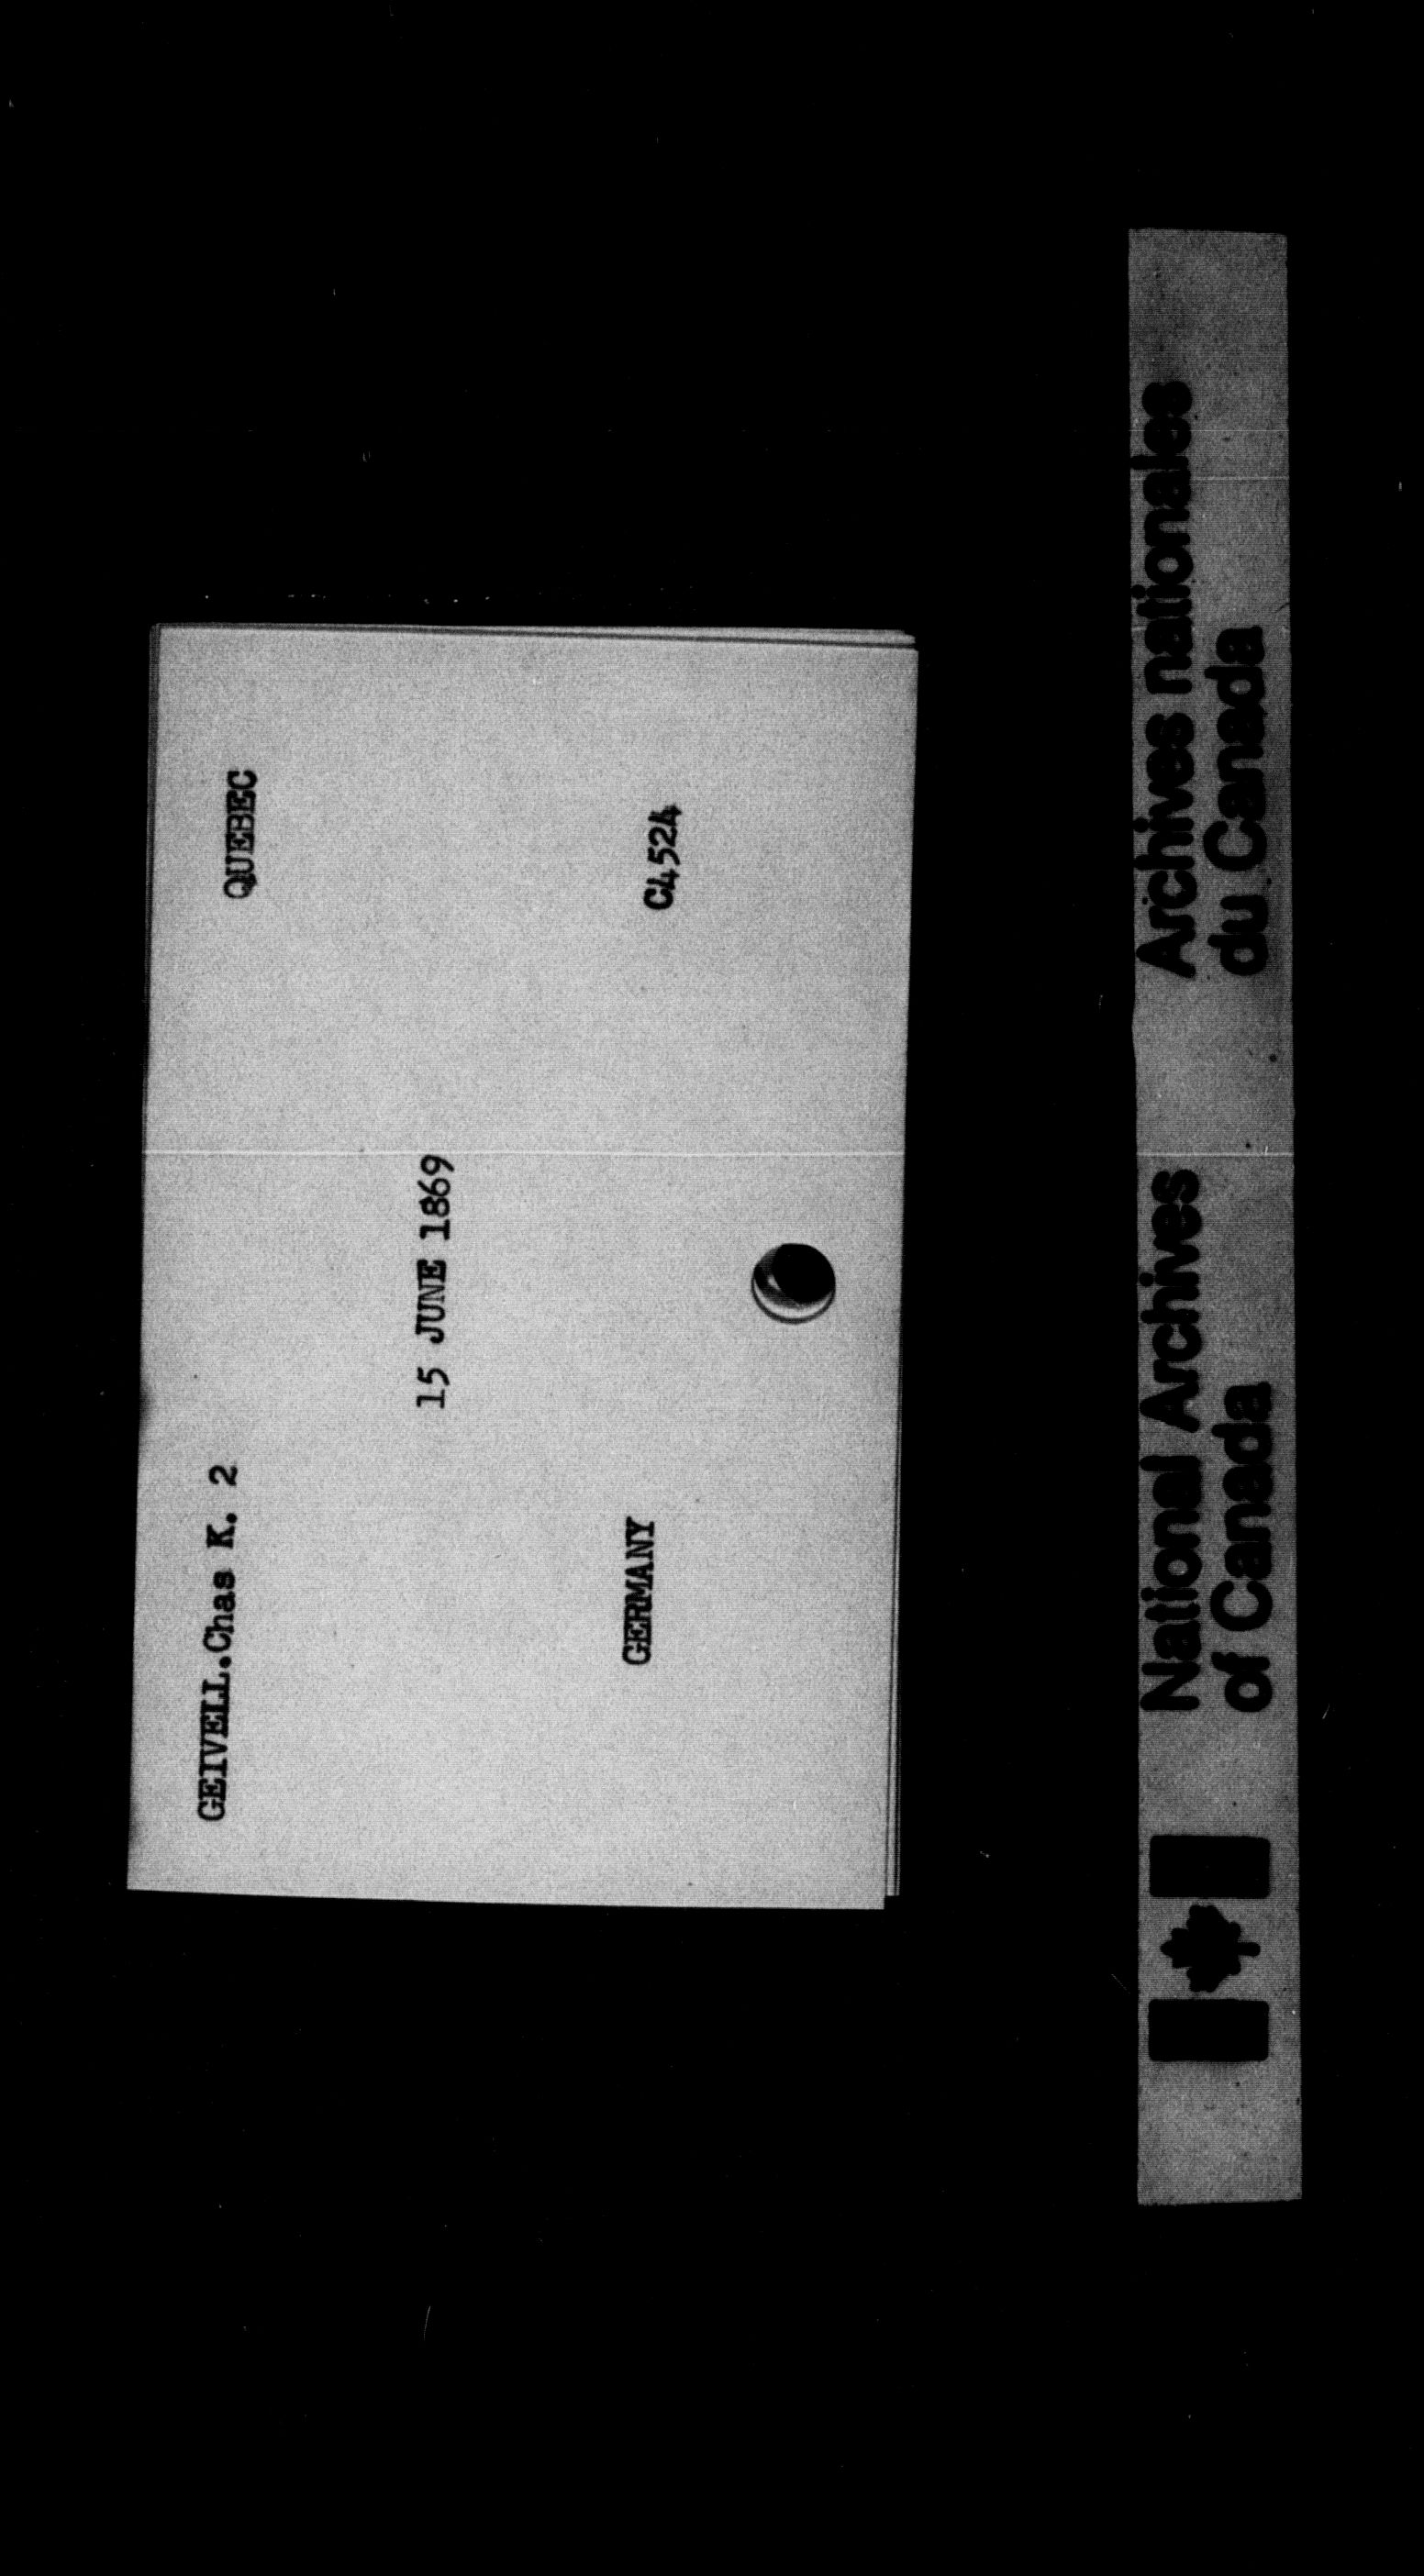 GEIVELL.Chas K. 2 QUEBEC
15 JUNE 1869
GERMANY C4524
National Archives Archives nationales
of Canada du Canada